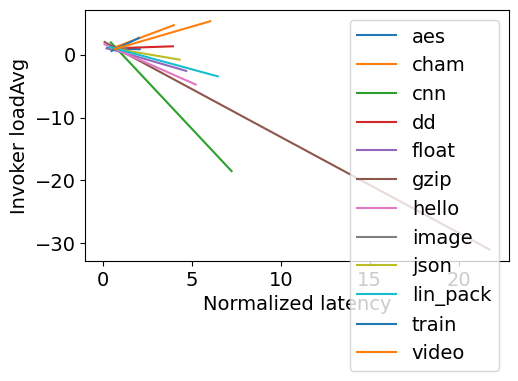 Invoker loadAvg
0
−10
−20
−30
0
5
10
15
20
Normalized latency
aes
cham
cnn
dd
float
gzip
hello
image
json
lin_pack
train
video